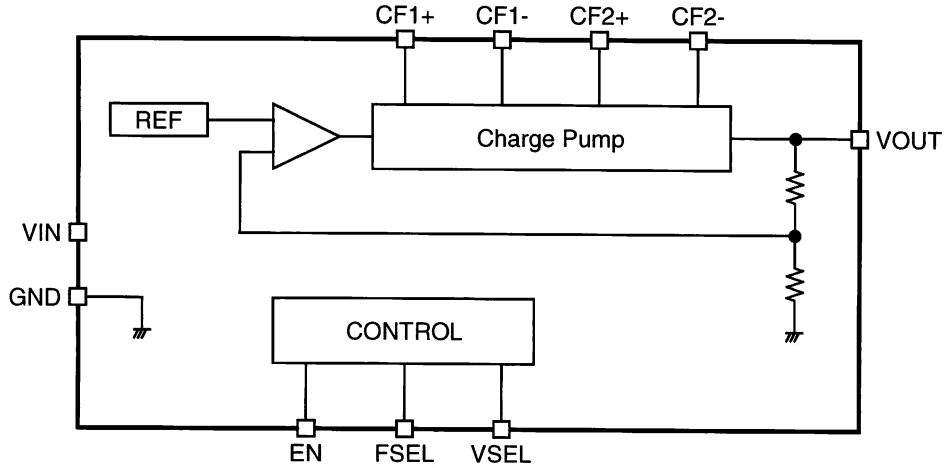 CF1+ CF1- CF2+ CF2-
REF
Charge Pump
VOUT
VIN
GND
CONTROL
EN FSEL VSEL